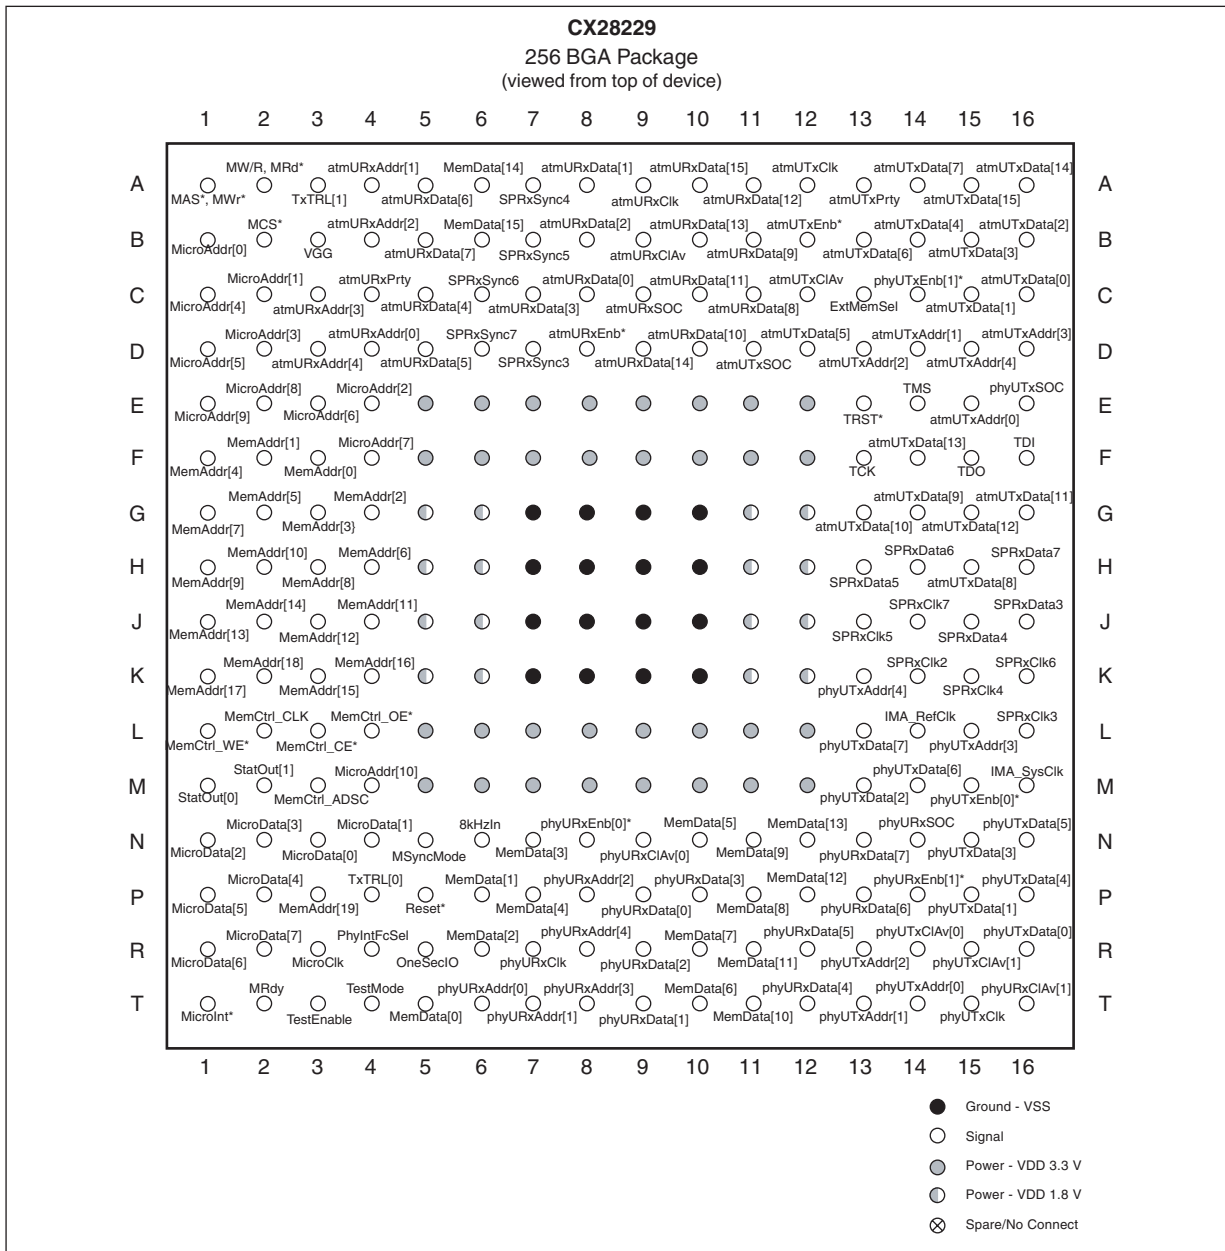 CX28229
256 BGA Package
(viewed from top of device)
1 2 3 4 5 6 7 8 9 10 11 12 13 14 15 16
MW/R, MRd* atmURxAddr[1] MemData[14] atmURxData[1] atmURxData[15] atmUTxClk atmUTxData[7] atmUTxData[14]
A A
MAS*, MWr* TxTRL[1] atmURxData[6] SPRxSync4 atmURxClk atmURxData[12] atmUTxPrty atmUTxData[15]
MCS* atmURxAddr[2] MemData[15] atmURxData[2] atmURxData[13] atmUTxEnb* atmUTxData[4] atmUTxData[2]
B B
MicroAddr[0] VGG atmURxData[7] SPRxSync5 atmURxClAv atmURxData[9] atmUTxData[6] atmUTxData[3]
MicroAddr[1] atmURxPrty SPRxSync6 atmURxData[0] atmURxData[11] atmUTxClAv phyUTxEnb[1]* atmUTxData[0]
C C
MicroAddr[4] atmURxAddr[3] atmURxData[4] atmURxData[3] atmURxSOC atmURxData[8] ExtMemSel atmUTxData[1]
MicroAddr[3] atmURxAddr[0] SPRxSync7 atmURxEnb* atmURxData[10] atmUTxData[5] atmUTxAddr[1] atmUTxAddr[3]
D D
MicroAddr[5] atmURxAddr[4] atmURxData[5] SPRxSync3 atmURxData[14] atmUTxSOC atmUTxAddr[2] atmUTxAddr[4]
MicroAddr[8] MicroAddr[2] TMS phyUTxSOC
E E
MicroAddr[9] MicroAddr[6] TRST* atmUTxAddr[0]
MemAddr[1] MicroAddr[7] atmUTxData[13] TDI
F F
MemAddr[4] MemAddr[0] TCK TDO
MemAddr[5] MemAddr[2] atmUTxData[9] atmUTxData[11]
G G
MemAddr[7] MemAddr[3} atmUTxData[10] atmUTxData[12]
MemAddr[10] MemAddr[6] SPRxData6 SPRxData7
H H
MemAddr[9] MemAddr[8] SPRxData5 atmUTxData[8]
MemAddr[14] MemAddr[11] SPRxClk7 SPRxData3
J J
MemAddr[13] MemAddr[12] SPRxClk5 SPRxData4
MemAddr[18] MemAddr[16] SPRxClk2 SPRxClk6
K K
MemAddr[17] MemAddr[15] phyUTxAddr[4] SPRxClk4
MemCtrl_CLK MemCtrl_OE* IMA_RefClk SPRxClk3
L L
MemCtrl_WE* MemCtrl_CE* phyUTxData[7] phyUTxAddr[3]
StatOut[1] MicroAddr[10] phyUTxData[6] IMA_SysClk
M M
StatOut[0] MemCtrl_ADSC phyUTxData[2] phyUTxEnb[0]*
MicroData[3] MicroData[1] 8kHzIn phyURxEnb[0]* MemData[5] MemData[13] phyURxSOC phyUTxData[5]
N N
MicroData[2] MicroData[0] MSyncMode MemData[3] phyURxClAv[0] MemData[9] phyURxData[7] phyUTxData[3]
MicroData[4] TxTRL[0] MemData[1] phyURxAddr[2] phyURxData[3] MemData[12] phyURxEnb[1]* phyUTxData[4]
P P
MicroData[5] MemAddr[19] Reset* MemData[4] phyURxData[0] MemData[8] phyURxData[6] phyUTxData[1]
MicroData[7] PhyIntFcSel MemData[2] phyURxAddr[4] MemData[7] phyURxData[5] phyUTxClAv[0] phyUTxData[0]
R R
MicroData[6] MicroClk OneSecIO phyURxClk phyURxData[2] MemData[11] phyUTxAddr[2] phyUTxClAv[1]
MRdy TestMode phyURxAddr[0] phyURxAddr[3] MemData[6] phyURxData[4] phyUTxAddr[0] phyURxClAv[1]
T T
MicroInt* TestEnable MemData[0] phyURxAddr[1] phyURxData[1] MemData[10] phyUTxAddr[1] phyUTxClk
1 2 3 4 5 6 7 8 9 10 11 12 13 14 15 16
Ground - VSS
Signal
Power - VDD 3.3 V
Power - VDD 1.8 V
Spare/No Connect